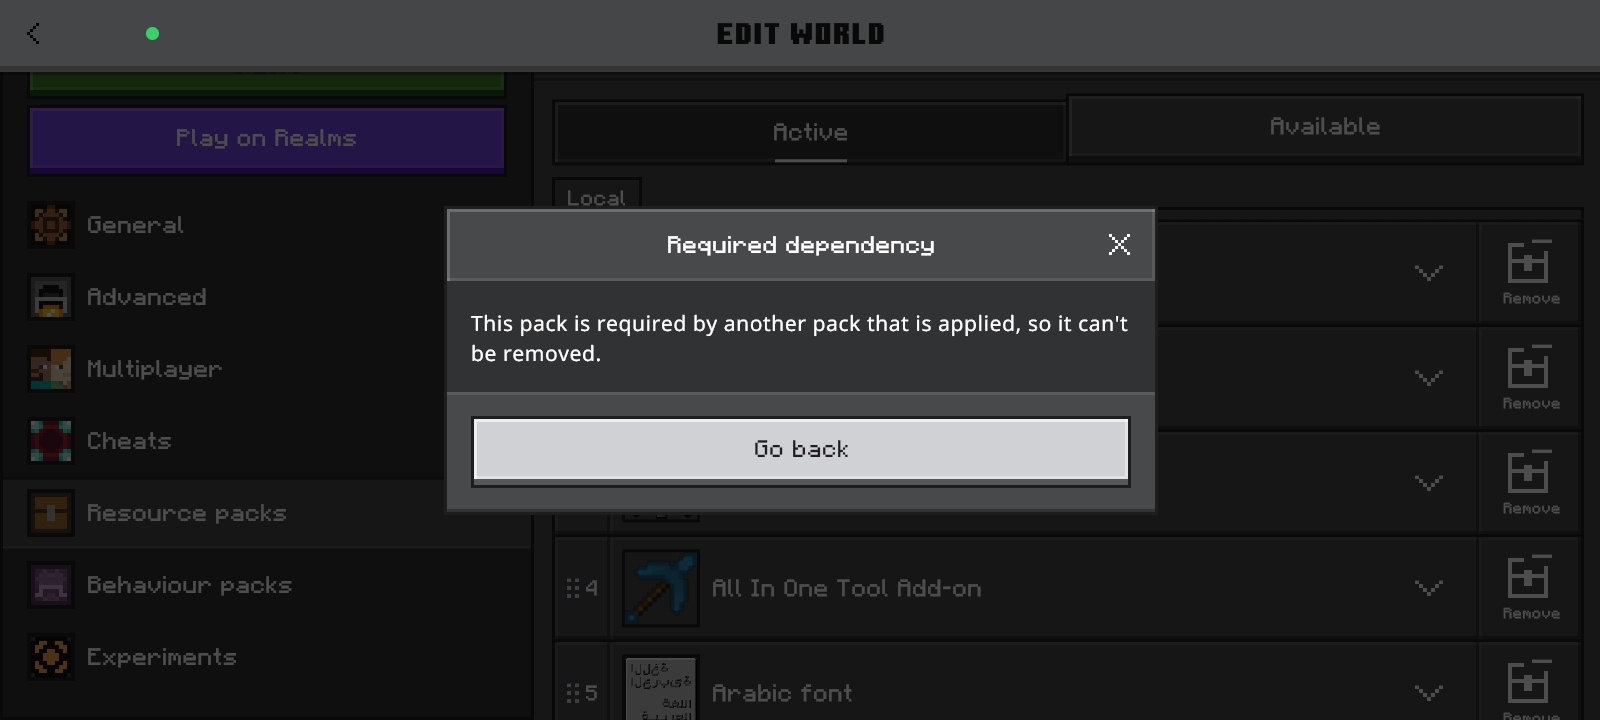 EDIT WORLD
Play on Realms
General
Advanced
Multiplayer
Cheats
Resource packs
Behaviour packs
Experiments
Active
Available
Local
Required dependency
This pack is required by another pack that is applied, so it can't
be removed.
Go back
Remove
Remove
Remove
4
All In One Tool Add-on
Remove
5
Arabic font
Remove